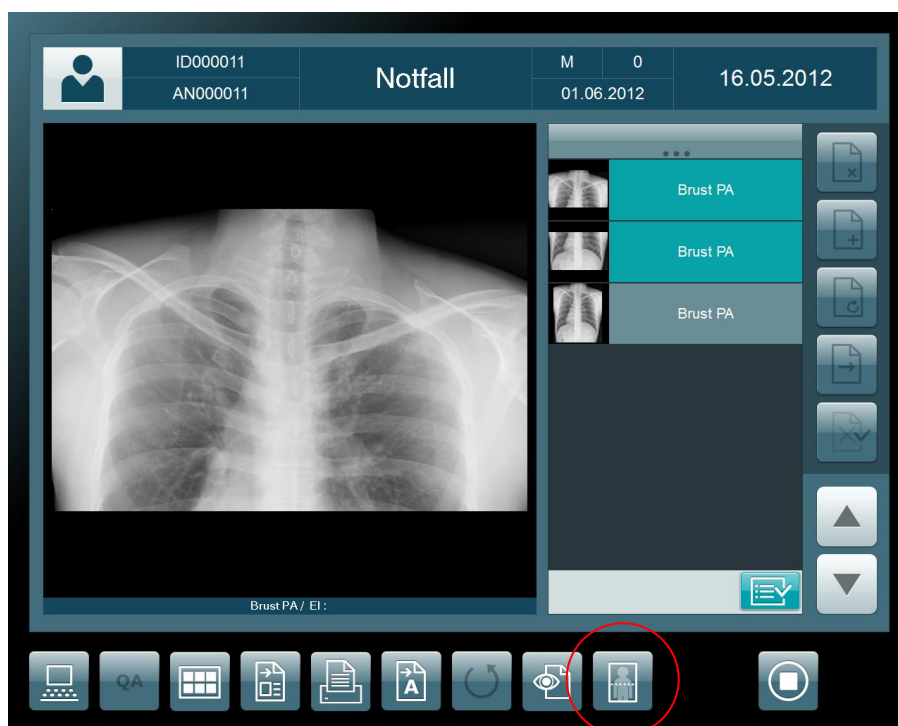 ID000011
AN000011
Notfall
M 0
01.06.2012
16.05.2012
Brust PA
Brust PA
Brust PA
Brust PA / EI :
QA
A